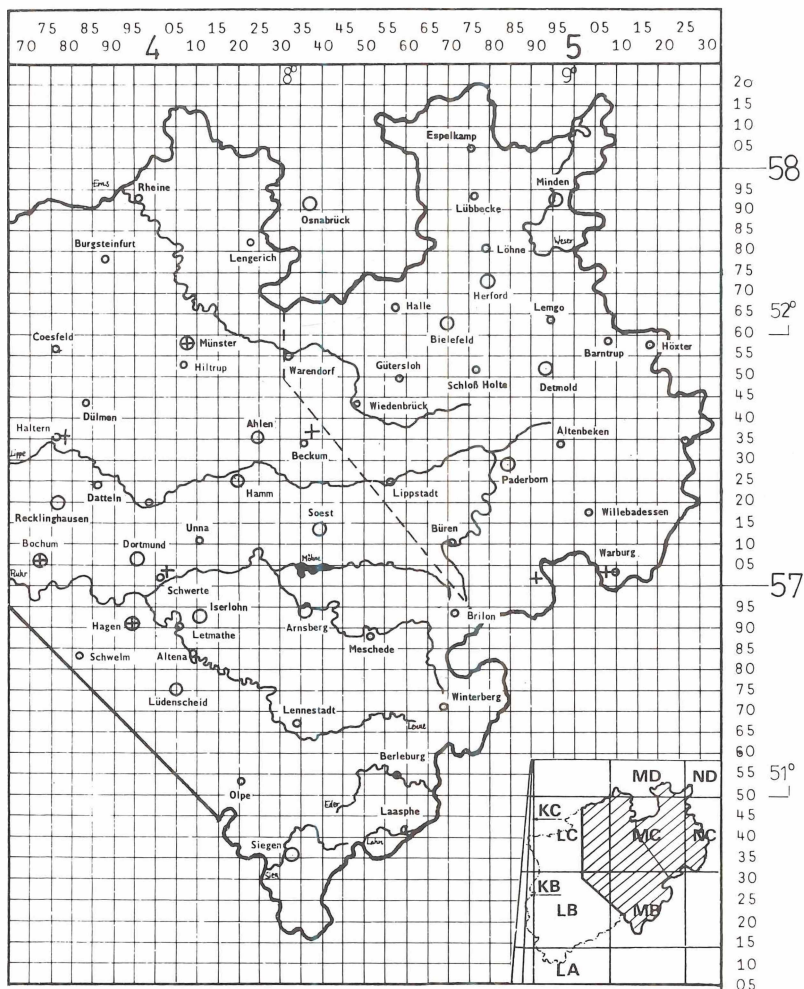 75 85 95 4 05 15 25 35 45 55 65 75 85 95 5 05 15 25
70 80 90 10 20 30 40 50 60 70 80 90 10 20 30
8° 9°
20
15
10
05
58
95
90
85
80
75
70
65
52°
60
55
50
45
40
35
30
25
20
15
10
05
57
95
90
85
80
75
70
65
60
55
51°
50
45
40
35
30
25
20
15
10
05
Espelkamp
Ems
Rheine
Minden
Osnabrück
Lübbecke
Burgsteinfurt
Lengerich
Löhne
Weser
Herford
Halle
Lemgo
Coesfeld
Münster
Bielefeld
Barntrup
Höxter
Hiltrup
Warendorf
Gütersloh
Schloß Holte
Detmold
Dülmen
Wiedenbrück
Haltern
Ahlen
Beckum
Altenbeken
Lippe
Datteln
Hamm
Lippstadt
Paderborn
Recklinghausen
Soest
Willebadessen
Unna
Büren
Bochum
Dortmund
Möhne
Warburg
Ruhr
Schwerte
Iserlohn
Arnsberg
Brilon
Hagen
Letmathe
Meschede
Schwelm
Altena
Lüdenscheid
Winterberg
Lennestadt
Lenne
Berleburg
Olpe
Eder
Laasphe
Siegen
Lahn
Sieg
MD ND
KC
LC MC NC
KB
LB MB
LA